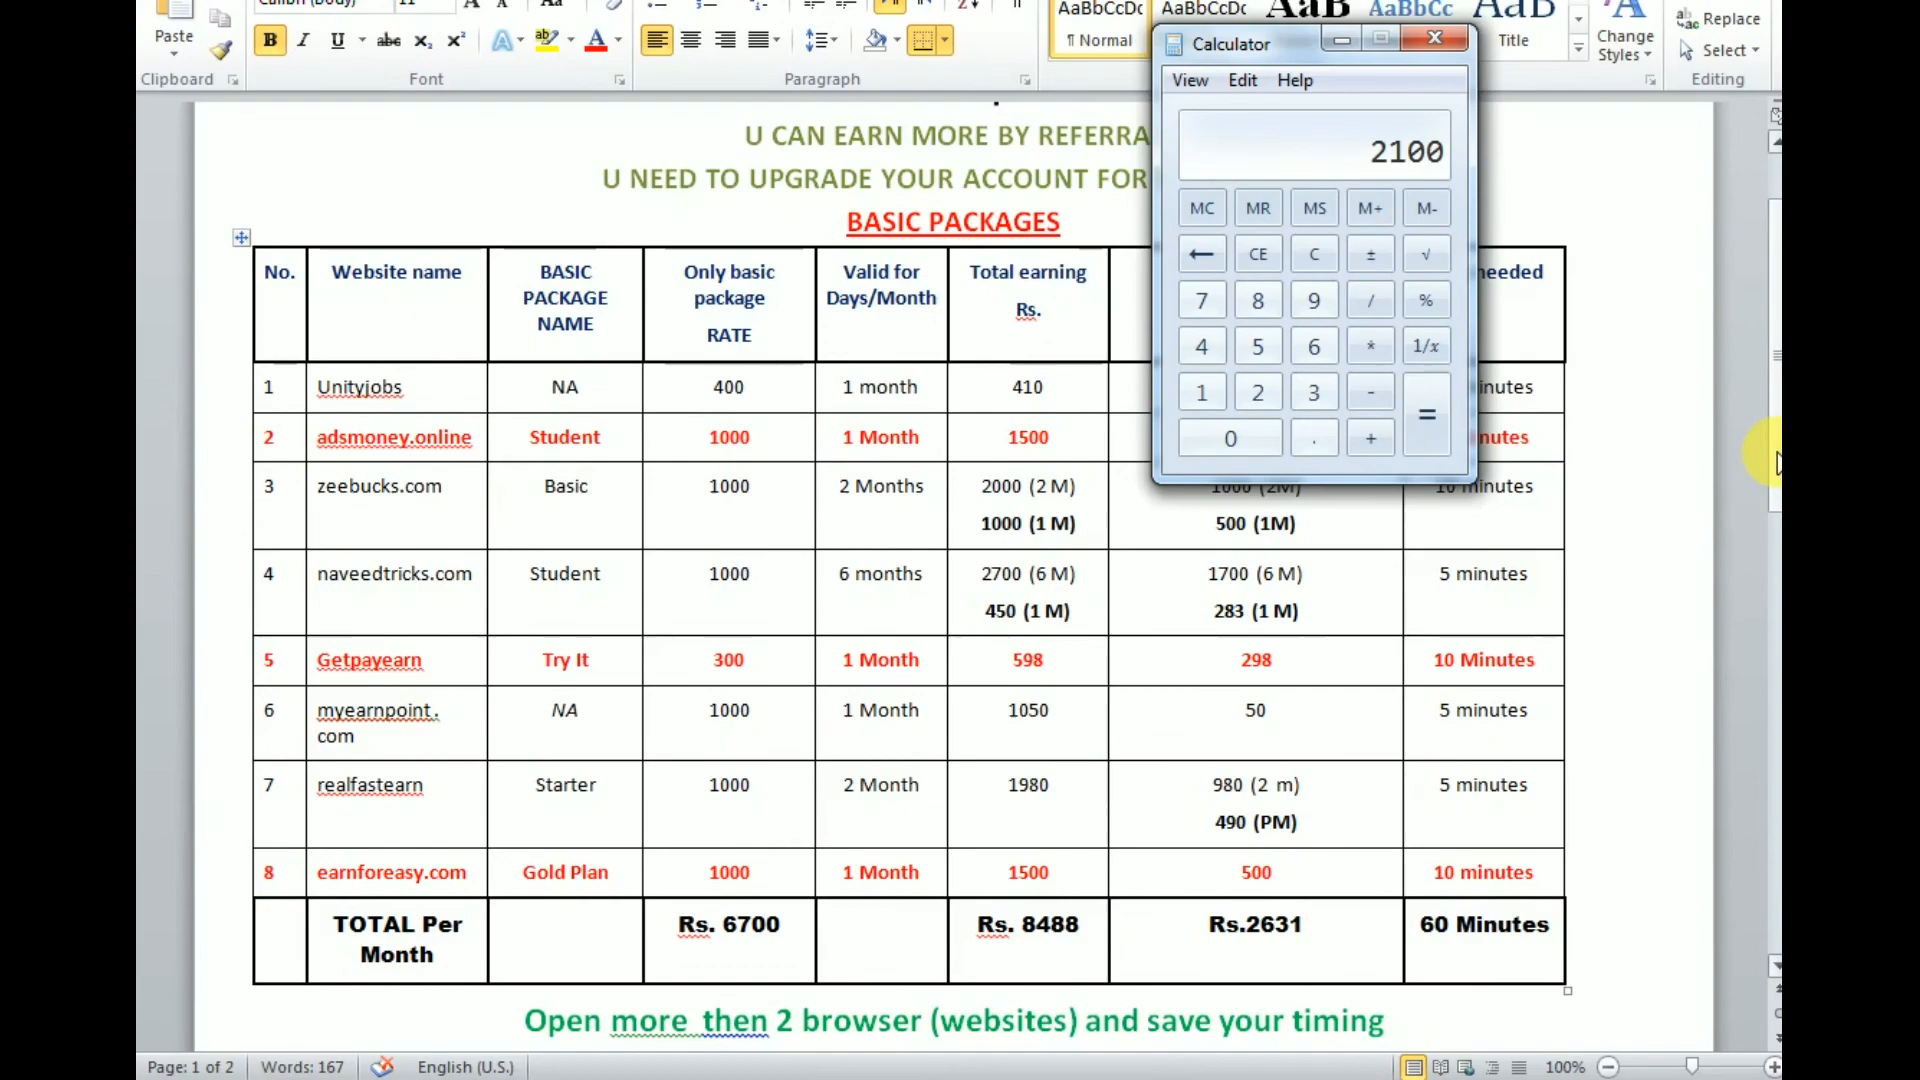 Paste
B I U abc X₂ X² A ab A
AaBbCcDc AaBbCcDc AaB AaBbCc AaB
¶ Normal
Title
Change
Styles
Replace
Select
Clipboard
Font
Paragraph
Editing
Calculator
View Edit Help
2100
MC MR MS M+ M-
← CE C ± √
7 8 9 / %
4 5 6 * 1/x
1 2 3 - =
0 . +
U CAN EARN MORE BY REFERRA
U NEED TO UPGRADE YOUR ACCOUNT FOR
BASIC PACKAGES
No. Website name BASIC PACKAGE NAME Only basic package RATE Valid for Days/Month Total earning Rs. needed
1 Unityjobs NA 400 1 month 410 inutes
2 adsmoney.online Student 1000 1 Month 1500 nutes
3 zeebucks.com Basic 1000 2 Months 2000 (2 M) 1000 (2M) 10 minutes
1000 (1 M) 500 (1M)
4 naveedtricks.com Student 1000 6 months 2700 (6 M) 1700 (6 M) 5 minutes
450 (1 M) 283 (1 M)
5 Getpayearn Try It 300 1 Month 598 298 10 Minutes
6 myearnpoint. NA 1000 1 Month 1050 50 5 minutes
com
7 realfastearn Starter 1000 2 Month 1980 980 (2 m) 5 minutes
490 (PM)
8 earnforeasy.com Gold Plan 1000 1 Month 1500 500 10 minutes
TOTAL Per Rs. 6700 Rs. 8488 Rs.2631 60 Minutes
Month
Open more then 2 browser (websites) and save your timing
Page: 1 of 2 Words: 167 English (U.S.) 100%